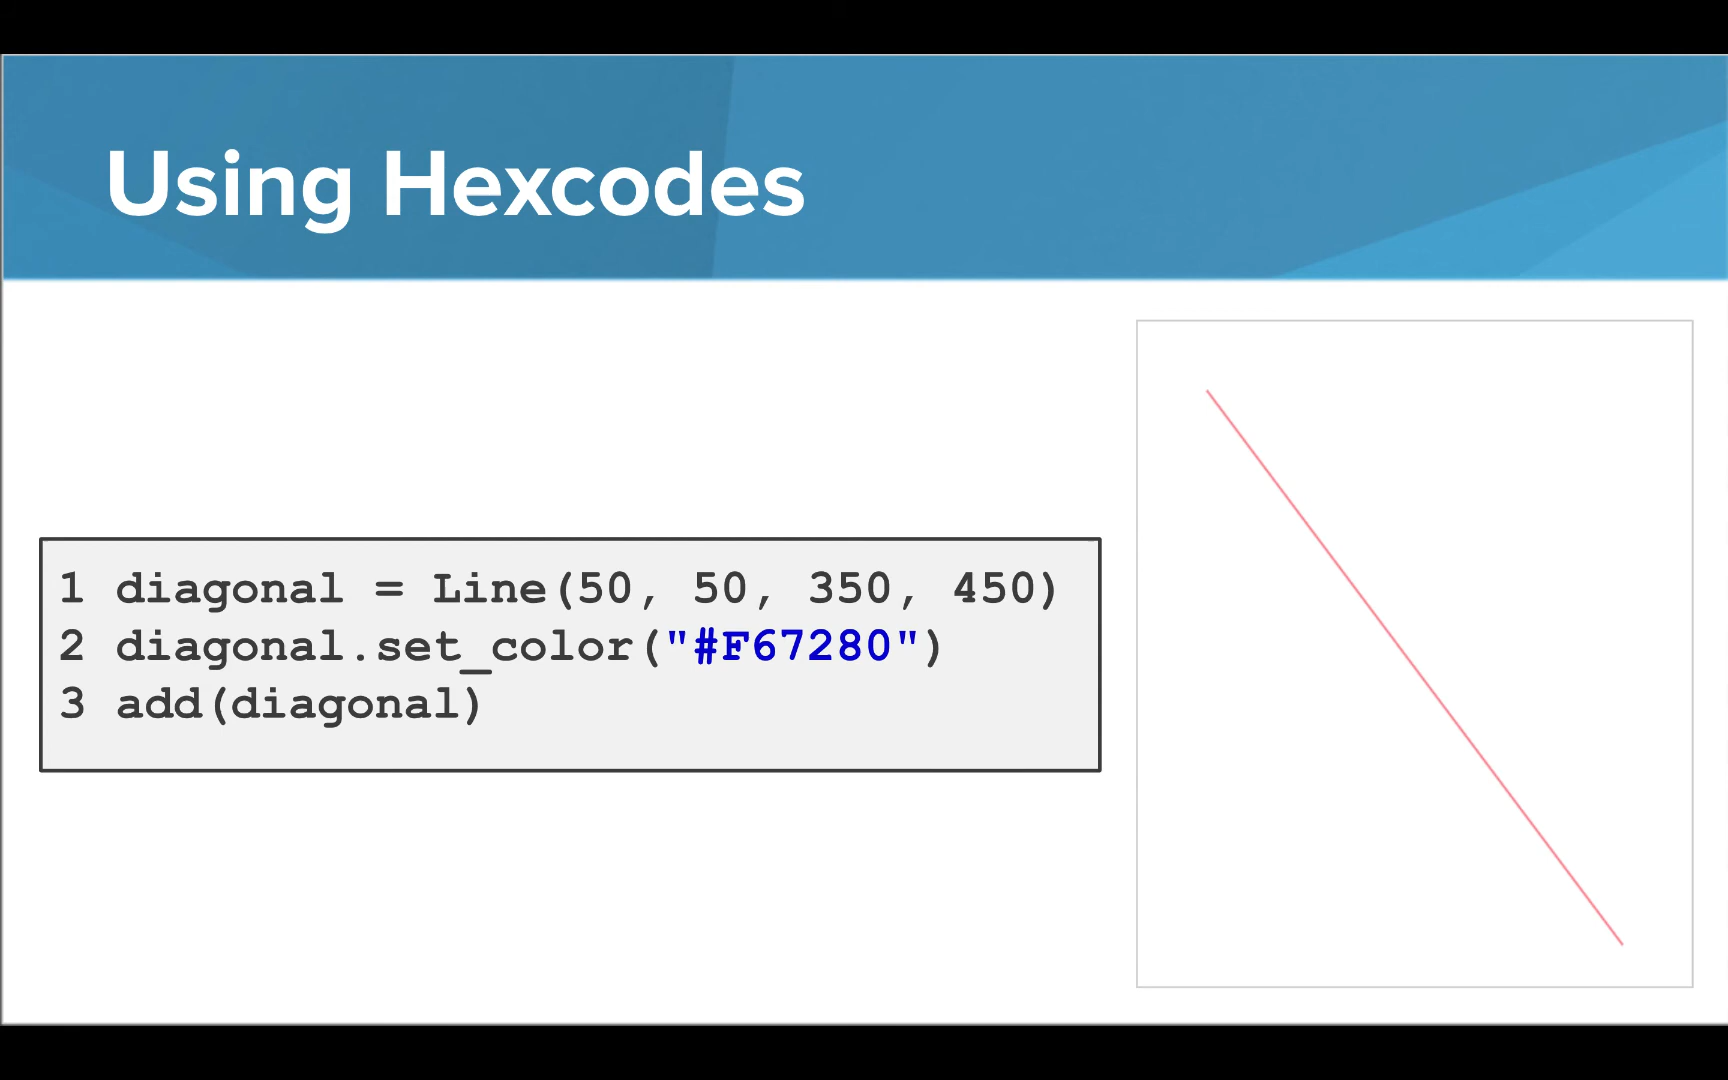 Using Hexcodes
1 diagonal = Line(50, 50, 350, 450)
2 diagonal.set_color("#F67280")
3 add(diagonal)